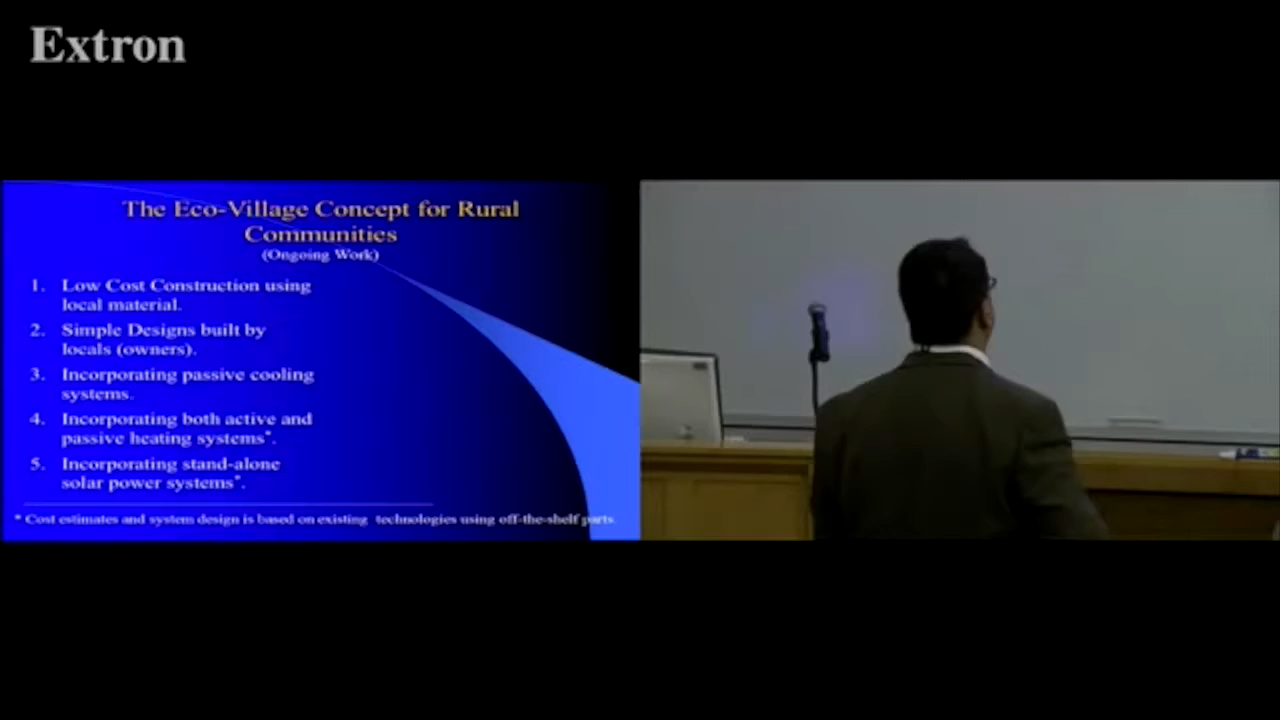 Extron
The Eco-Village Concept for Rural
Communities
(Ongoing Work)
1. Low Cost Construction using
local material.
2. Simple Designs built by
locals (owners).
3. Incorporating passive cooling
systems.
4. Incorporating both active and
passive heating systems*.
5. Incorporating stand-alone
solar power systems*.
* Cost estimates and system design is based on existing technologies using off-the-shelf parts.